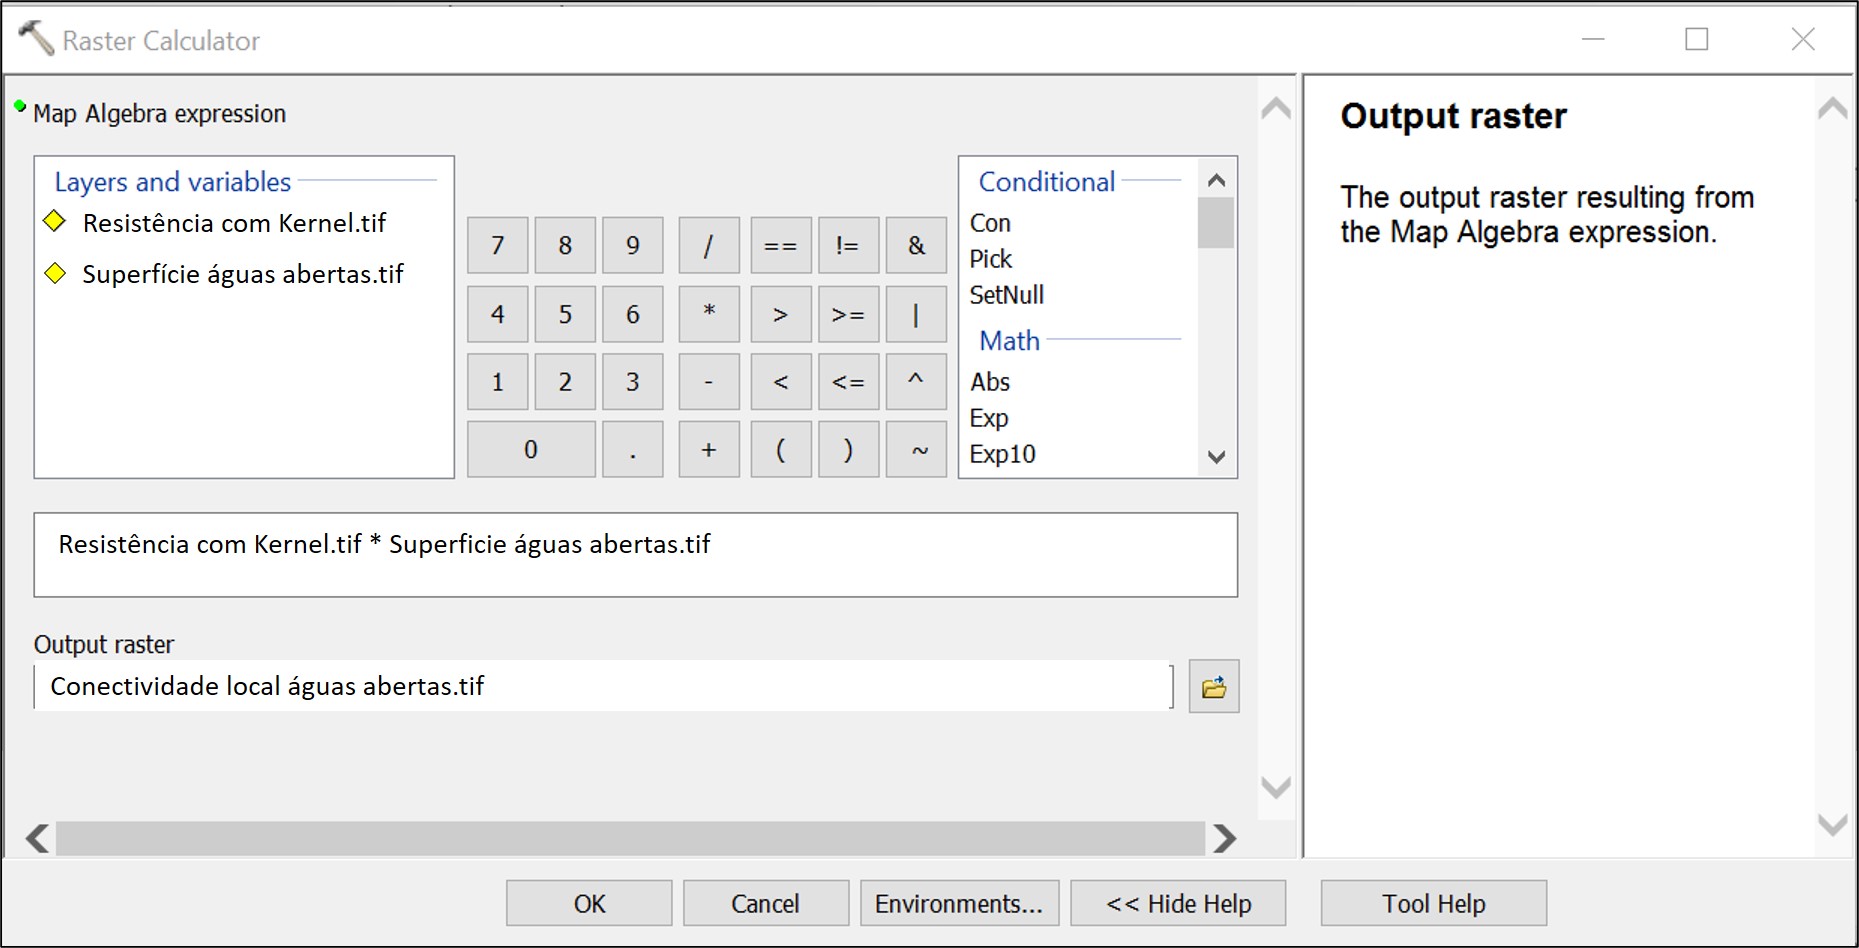 Raster Calculator
Map Algebra expression
Layers and variables
Resistência com Kernel.tif
Superfície águas abertas.tif
7 8 9 / == != &
4 5 6 * > >= |
1 2 3 - < <= ^
0 . + ( ) ~
Conditional
Con
Pick
SetNull
Math
Abs
Exp
Exp10
Resistência com Kernel.tif * Superficie águas abertas.tif
Output raster
Conectividade local águas abertas.tif
OK Cancel Environments... << Hide Help
Output raster
The output raster resulting from
the Map Algebra expression.
Tool Help